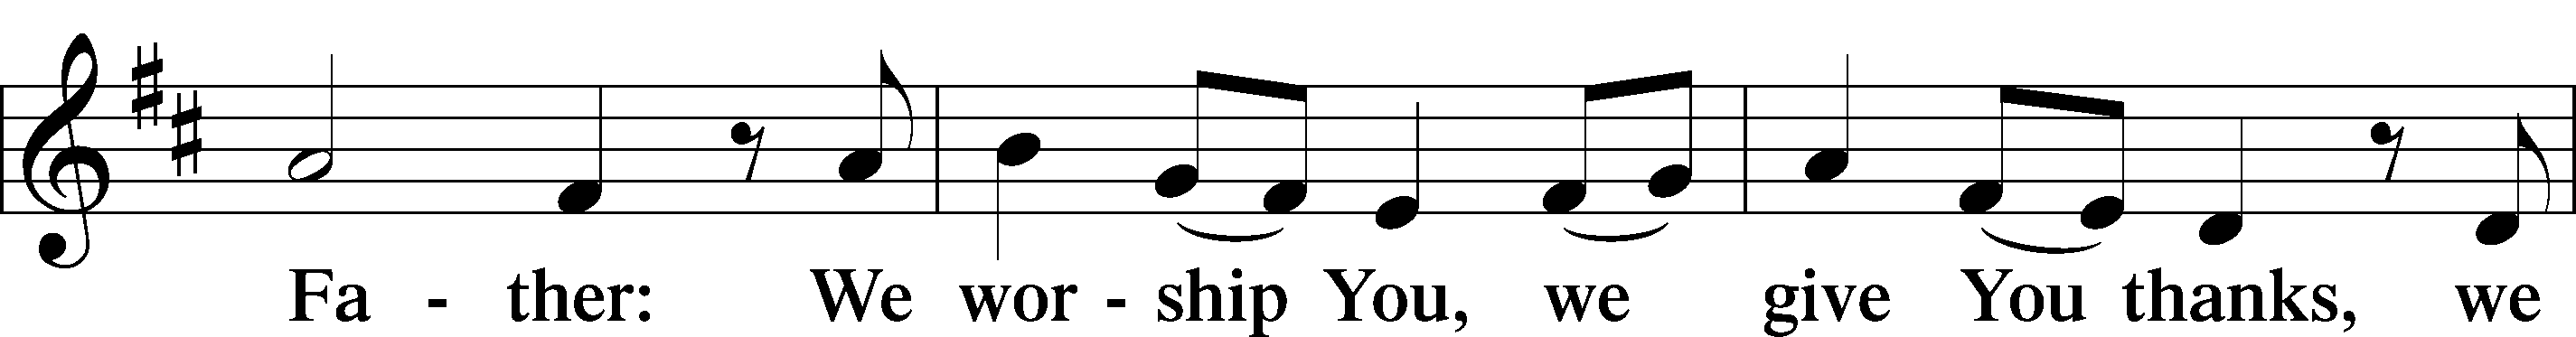 Fa - ther: We wor - ship You, we give You thanks, we